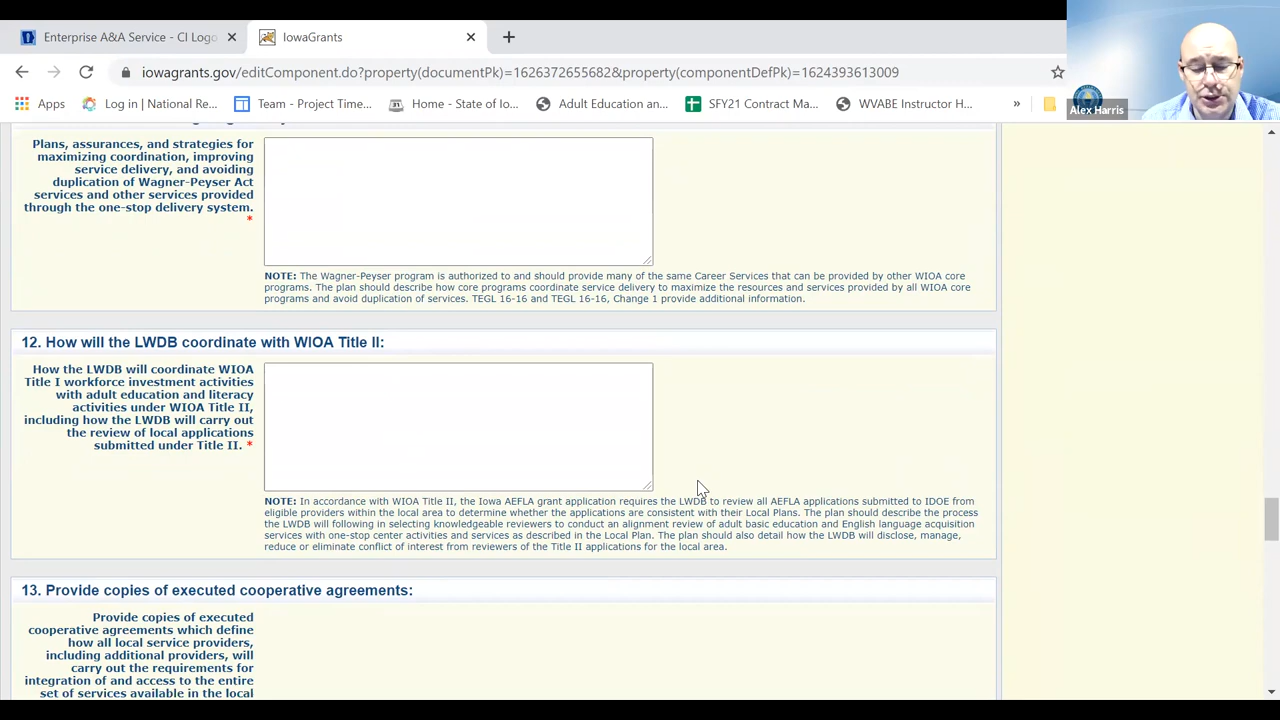 Enterprise A&A Service - CI Logo
IowaGrants
iowagrants.gov/editComponent.do?property(documentPk)=1626372655682&property(componentDefPk)=1624393613009
Apps
Log in | National Re...
Team - Project Time...
Home - State of Io...
Adult Education an...
SFY21 Contract Ma...
WVABE Instructor H...
»
Alex Harris
Plans, assurances, and strategies for
maximizing coordination, improving
service delivery, and avoiding
duplication of Wagner-Peyser Act
services and other services provided
through the one-stop delivery system.
*
NOTE: The Wagner-Peyser program is authorized to and should provide many of the same Career Services that can be provided by other WIOA core
programs. The plan should describe how core programs coordinate service delivery to maximize the resources and services provided by all WIOA core
programs and avoid duplication of services. TEGL 16-16 and TEGL 16-16, Change 1 provide additional information.
12. How will the LWDB coordinate with WIOA Title II:
How the LWDB will coordinate WIOA
Title I workforce investment activities
with adult education and literacy
activities under WIOA Title II,
including how the LWDB will carry out
the review of local applications
submitted under Title II. *
NOTE: In accordance with WIOA Title II, the Iowa AEFLA grant application requires the LWDB to review all AEFLA applications submitted to IDOE from
eligible providers within the local area to determine whether the applications are consistent with their Local Plans. The plan should describe the process
the LWDB will following in selecting knowledgeable reviewers to conduct an alignment review of adult basic education and English language acquisition
services with one-stop center activities and services as described in the Local Plan. The plan should also detail how the LWDB will disclose, manage,
reduce or eliminate conflict of interest from reviewers of the Title II applications for the local area.
13. Provide copies of executed cooperative agreements:
Provide copies of executed
cooperative agreements which define
how all local service providers,
including additional providers, will
carry out the requirements for
integration of and access to the entire
set of services available in the local